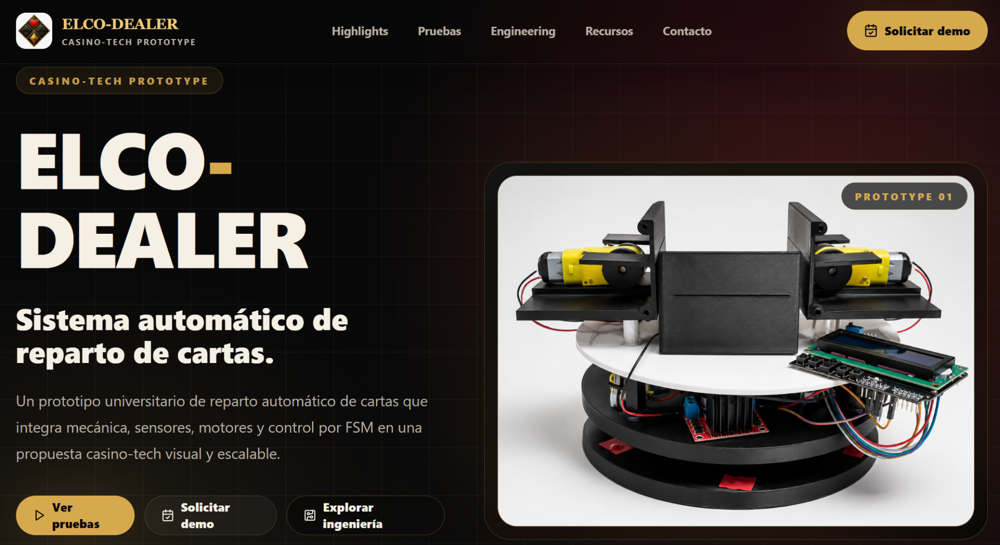 ELCO-DEALER
CASINO-TECH PROTOTYPE
Highlights
Pruebas
Engineering
Recursos
Contacto
Solicitar demo
CASINO-TECH PROTOTYPE
ELCO-
DEALER
Sistema automático de
reparto de cartas.
Un prototipo universitario de reparto automático de cartas que
integra mecánica, sensores, motores y control por FSM en una
propuesta casino-tech visual y escalable.
Ver
pruebas
Solicitar
demo
Explorar
ingeniería
PROTOTYPE 01